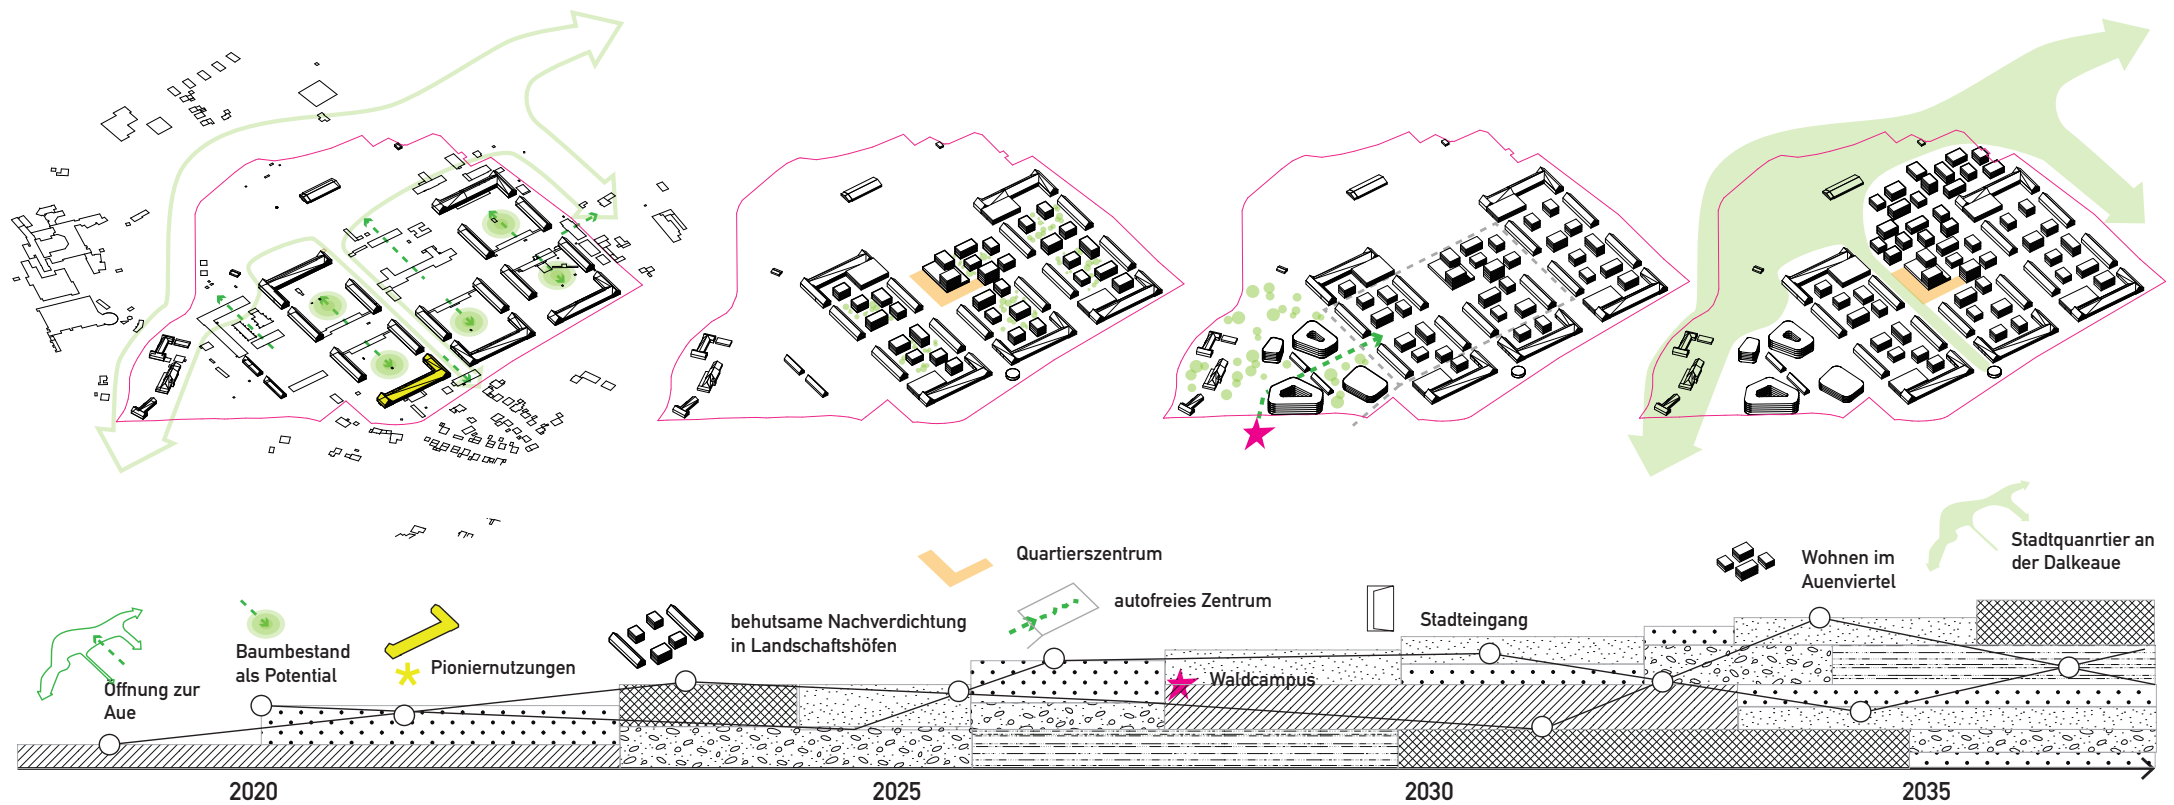 Öffnung zur
Aue
Baumbestand
als Potential
Pioniernutzungen
behutsame Nachverdichtung
in Landschaftshöfen
Quartierszentrum
autofreies Zentrum
Waldcampus
Stadteingang
Wohnen im
Auenviertel
Stadtquanrtier an
der Dalkeaue
2020
2025
2030
2035